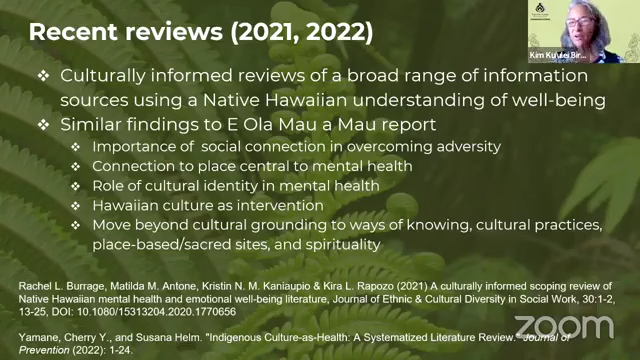 Recent reviews (2021, 2022)
❖ Culturally informed reviews of a broad range of information
sources using a Native Hawaiian understanding of well-being
❖ Similar findings to E Ola Mau a Mau report
❖ Importance of social connection in overcoming adversity
❖ Connection to place central to mental health
❖ Role of cultural identity in mental health
❖ Hawaiian culture as intervention
❖ Move beyond cultural grounding to ways of knowing, cultural practices,
place-based/sacred sites, and spirituality
Rachel L. Burrage, Matilda M. Antone, Kristin N. M. Kaniaupio & Kira L. Rapozo (2021) A culturally informed scoping review of
Native Hawaiian mental health and emotional well-being literature, Journal of Ethnic & Cultural Diversity in Social Work, 30:1-2,
13-25, DOI: 10.1080/15313204.2020.1770656
Yamane, Cherry Y., and Susana Helm. "Indigenous Culture-as-Health: A Systematized Literature Review." Journal of
Prevention (2022): 1-24.
Kim Ku'ulei Bir...
zoom